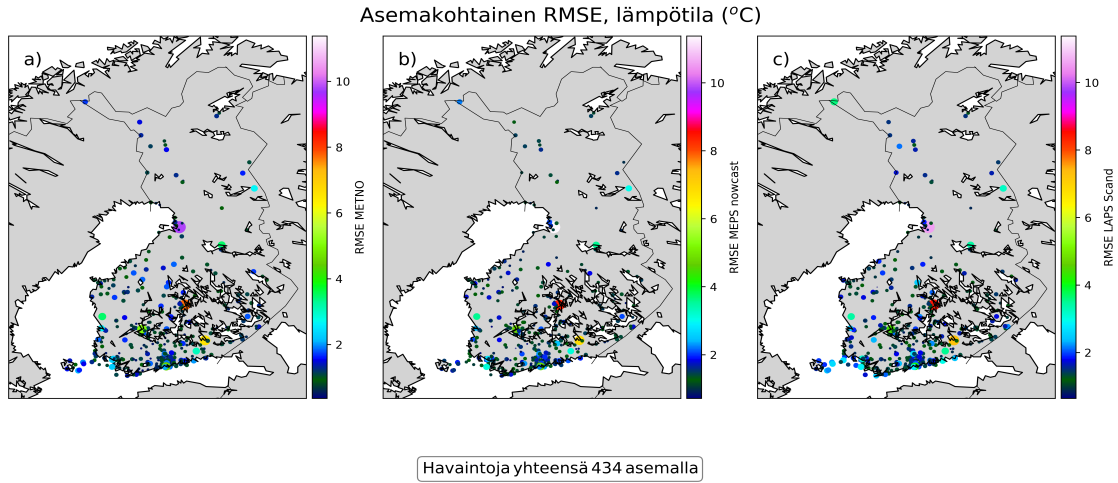 Asemakohtainen RMSE, lämpötila (°C)
a)
10
8
6
4
2
RMSE METNO
b)
10
8
6
4
2
RMSE MEPS nowcast
c)
10
8
6
4
2
RMSE LAPS Scand
Havaintoja yhteensä 434 asemalla